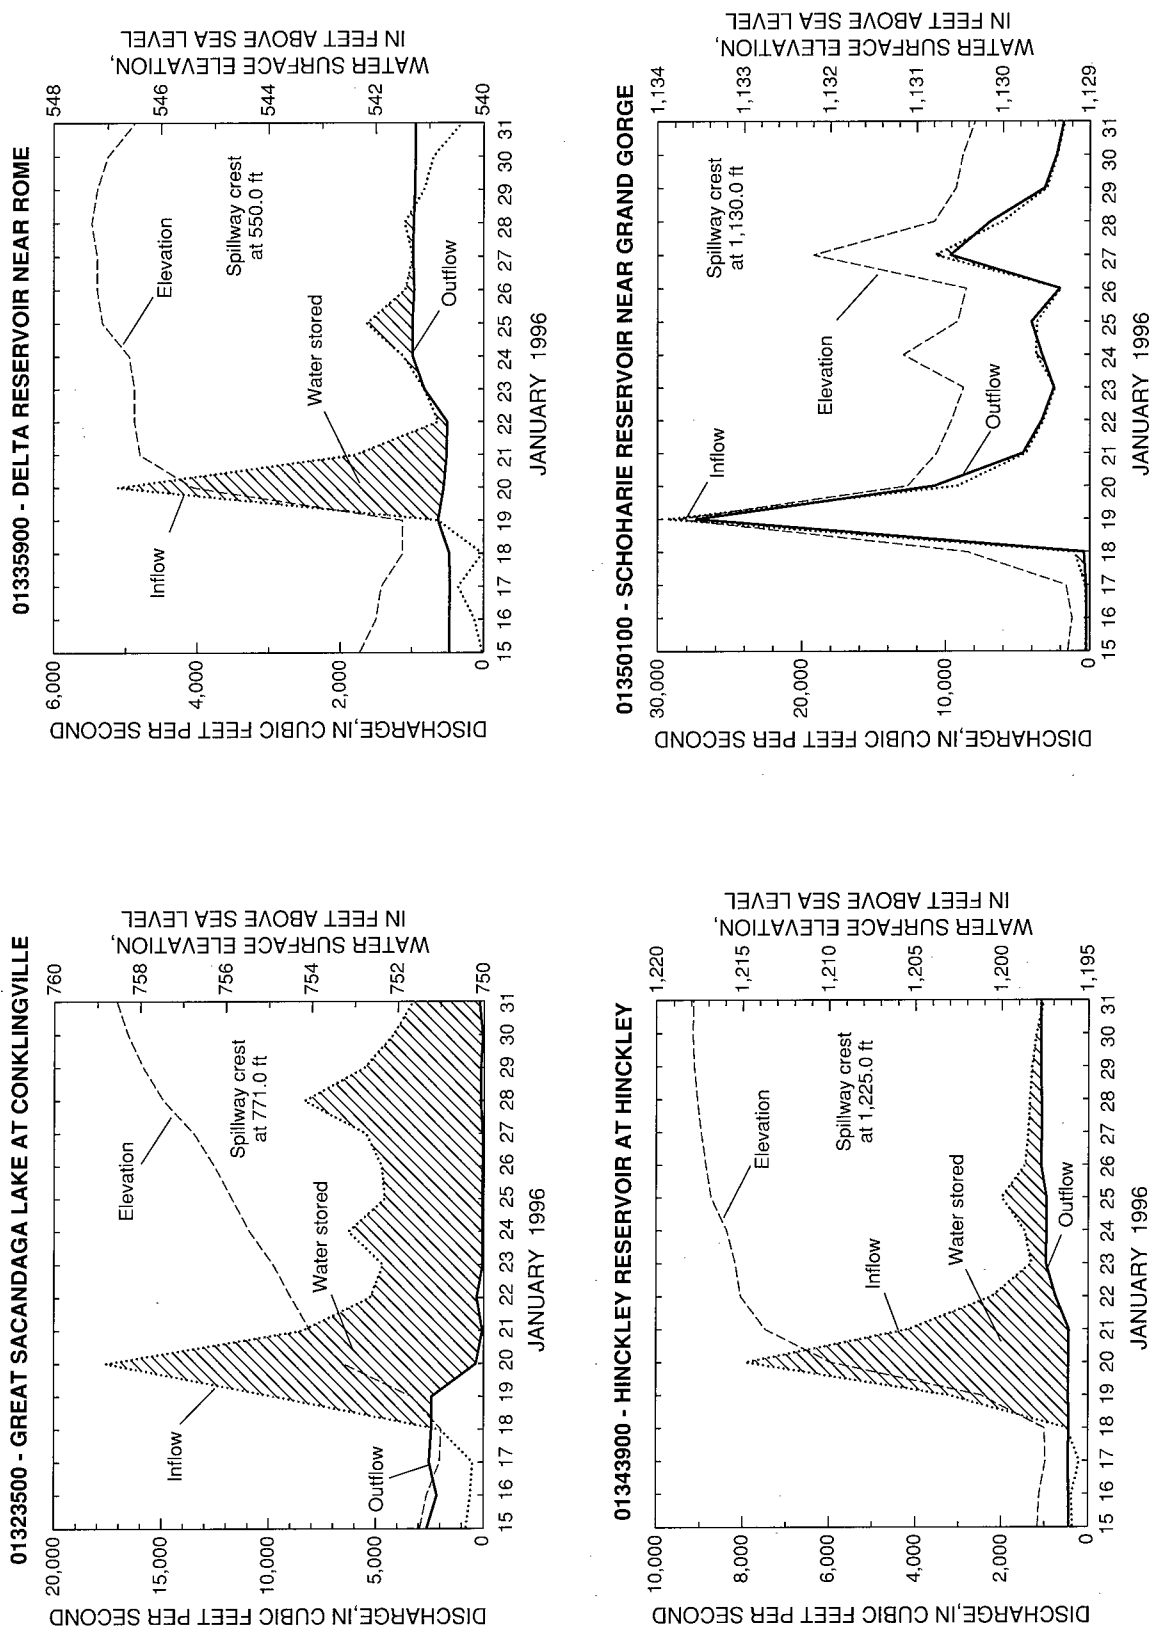 01323500 - GREAT SACANDAGA LAKE AT CONKLINGVILLE
DISCHARGE,IN CUBIC FEET PER SECOND
20,000
15,000
10,000
5,000
0
WATER SURFACE ELEVATION,
IN FEET ABOVE SEA LEVEL
760
758
756
754
752
750
Elevation
Spillway crest
at 771.0 ft
Inflow
Water stored
Outflow
15 16 17 18 19 20 21 22 23 24 25 26 27 28 29 30 31
JANUARY 1996
01335900 - DELTA RESERVOIR NEAR ROME
DISCHARGE,IN CUBIC FEET PER SECOND
6,000
4,000
2,000
0
WATER SURFACE ELEVATION,
IN FEET ABOVE SEA LEVEL
548
546
544
542
540
Elevation
Spillway crest
at 550.0 ft
Inflow
Water stored
Outflow
15 16 17 18 19 20 21 22 23 24 25 26 27 28 29 30 31
JANUARY 1996
01343900 - HINCKLEY RESERVOIR AT HINCKLEY
DISCHARGE,IN CUBIC FEET PER SECOND
10,000
8,000
6,000
4,000
2,000
0
WATER SURFACE ELEVATION,
IN FEET ABOVE SEA LEVEL
1,220
1,215
1,210
1,205
1,200
1,195
Elevation
Spillway crest
at 1,225.0 ft
Inflow
Water stored
Outflow
15 16 17 18 19 20 21 22 23 24 25 26 27 28 29 30 31
JANUARY 1996
01350100 - SCHOHARIE RESERVOIR NEAR GRAND GORGE
DISCHARGE,IN CUBIC FEET PER SECOND
30,000
20,000
10,000
0
WATER SURFACE ELEVATION,
IN FEET ABOVE SEA LEVEL
1,134
1,133
1,132
1,131
1,130
1,129
Spillway crest
at 1,130.0 ft
Elevation
Inflow
Outflow
15 16 17 18 19 20 21 22 23 24 25 26 27 28 29 30 31
JANUARY 1996